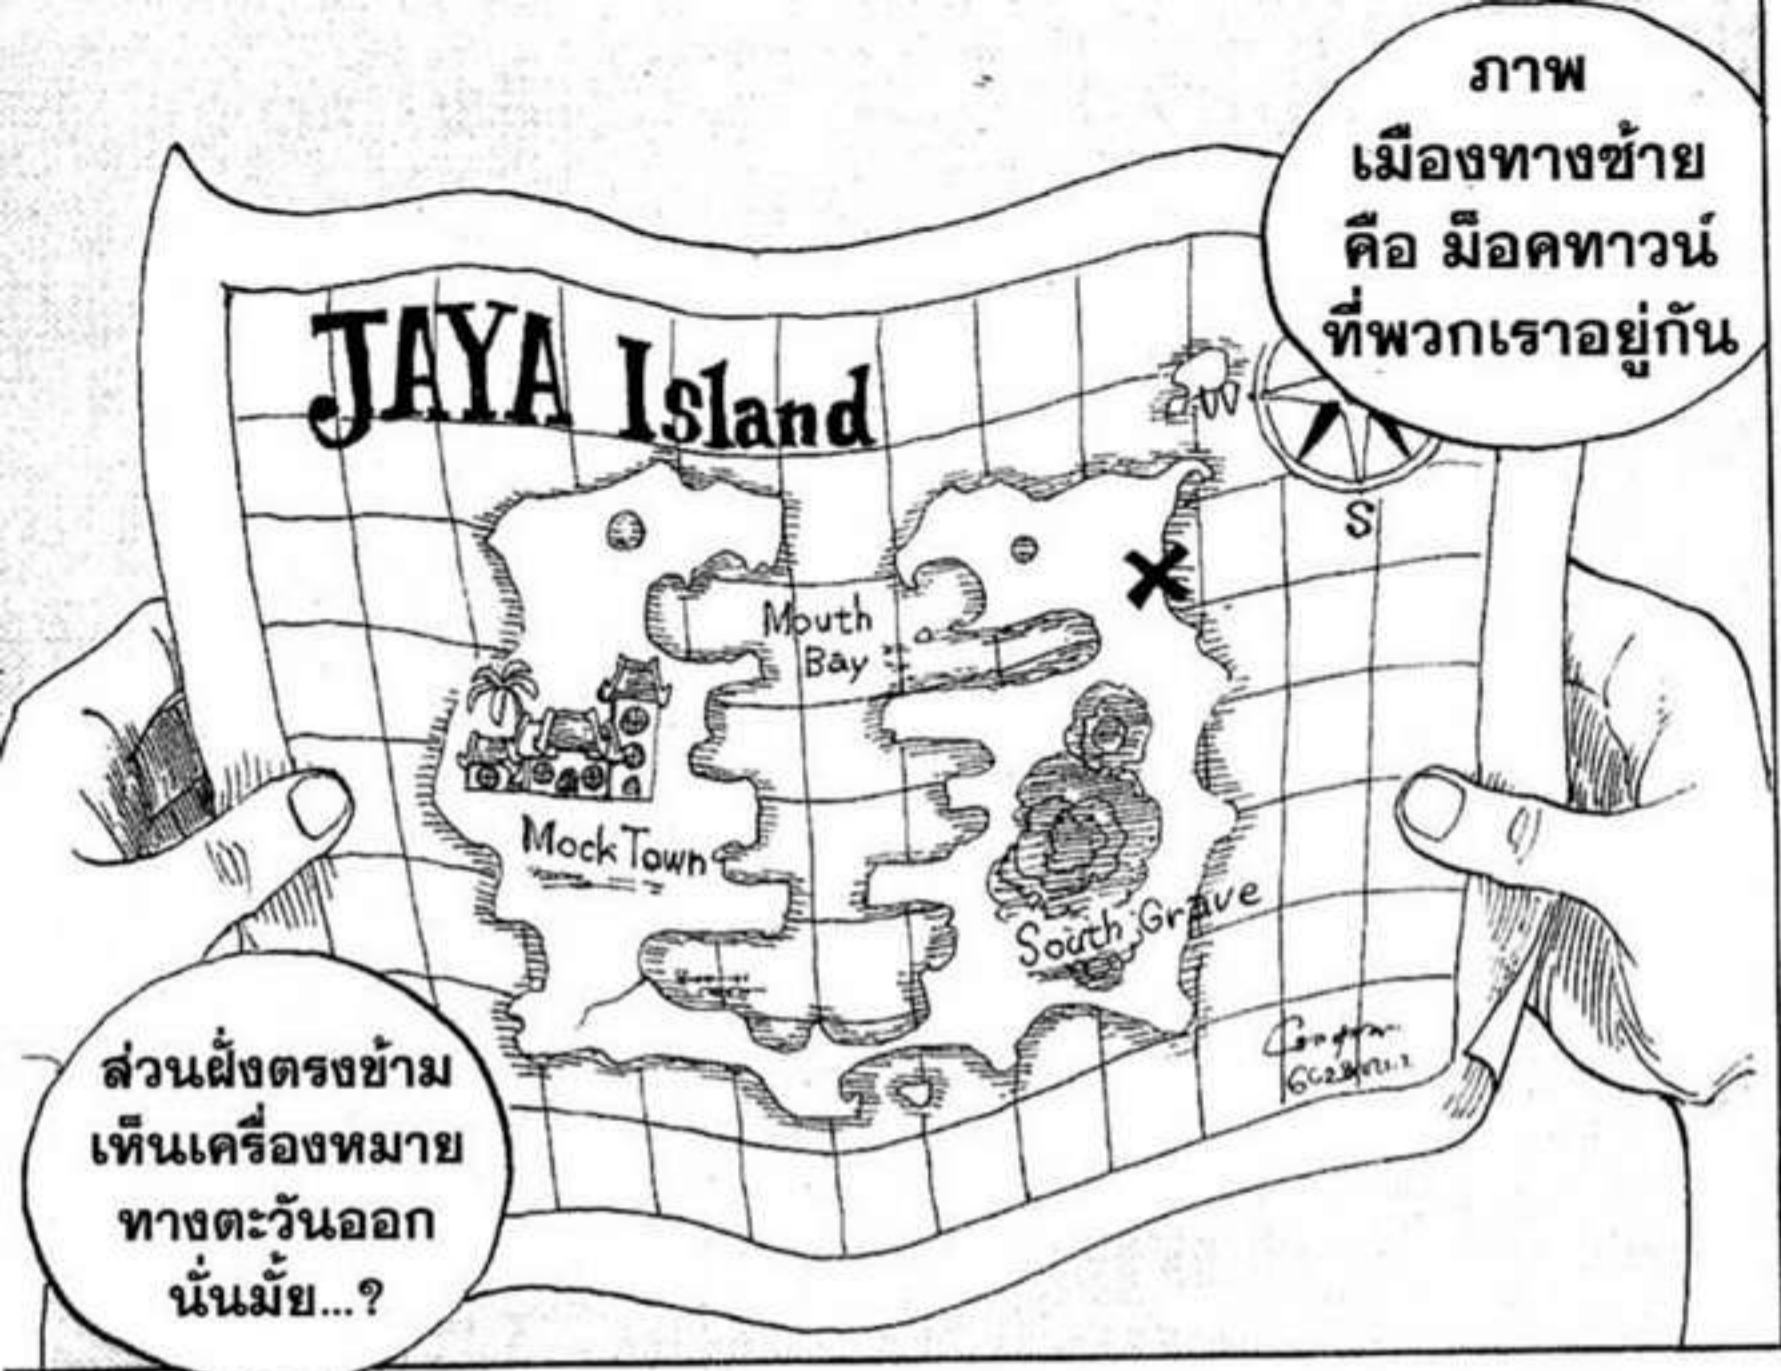 ภาพ
เมืองทางซ้าย
คือ ม็อคทาวน์
ที่พวกเราอยู่กัน
JAYA Island
S
Mouth
Bay
Mock Town
South Grave
ส่วนฝั่งตรงข้าม
เห็นเครื่องหมาย
ทางตะวันออก
นั่นมั้ย...?